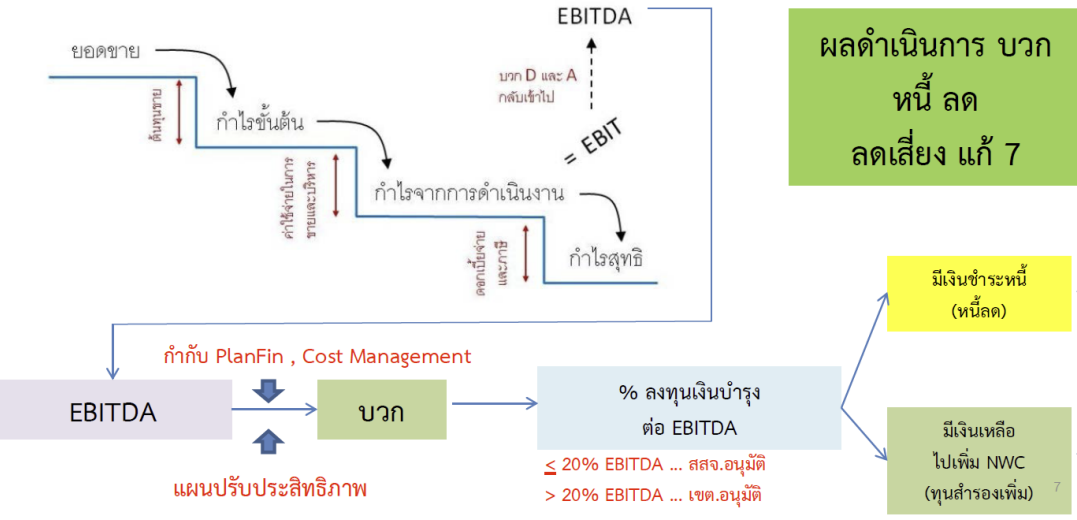 EBITDA
ผลดำเนินการ บวก
หนี้ ลด
ลดเสี่ยง แก้ 7
ยอดขาย
บวก D และ A
กลับเข้าไป
ต้นทุนขาย
กำไรขั้นต้น
= EBIT
ค่าใช้จ่ายในการ
ขายและบริหาร
กำไรจากการดำเนินงาน
ดอกเบี้ยจ่าย
และภาษี
กำไรสุทธิ
มีเงินชำระหนี้
(หนี้ลด)
กำกับ PlanFin , Cost Management
EBITDA
บวก
% ลงทุนเงินบำรุง
ต่อ EBITDA
≤ 20% EBITDA ... สสจ.อนุมัติ
> 20% EBITDA ... เขต.อนุมัติ
แผนปรับประสิทธิภาพ
มีเงินเหลือ
ไปเพิ่ม NWC
(ทุนสำรองเพิ่ม)
7